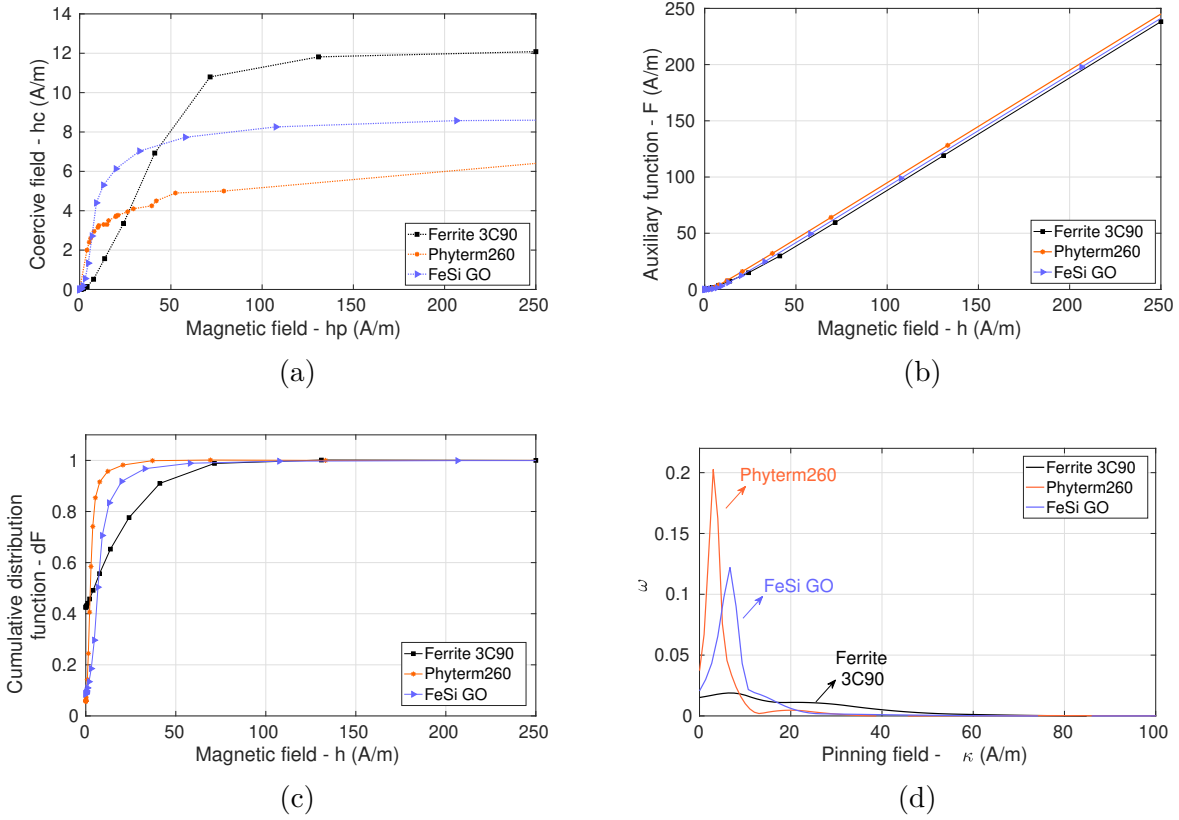 14
12
10
8
6
4
2
0
0 50 100 150 200 250
Coercive field - hc (A/m)
Magnetic field - hp (A/m)
Ferrite 3C90
Phyterm260
FeSi GO
(a)
250
200
150
100
50
0
0 50 100 150 200 250
Auxiliary function - F (A/m)
Magnetic field - h (A/m)
Ferrite 3C90
Phyterm260
FeSi GO
(b)
1
0.8
0.6
0.4
0.2
0
0 50 100 150 200 250
Cumulative distribution
function - dF
Magnetic field - h (A/m)
Ferrite 3C90
Phyterm260
FeSi GO
(c)
0.2
0.15
0.1
0.05
0
0 20 40 60 80 100
ω
Pinning field - κ (A/m)
Phyterm260
FeSi GO
Ferrite
3C90
Ferrite 3C90
Phyterm260
FeSi GO
(d)